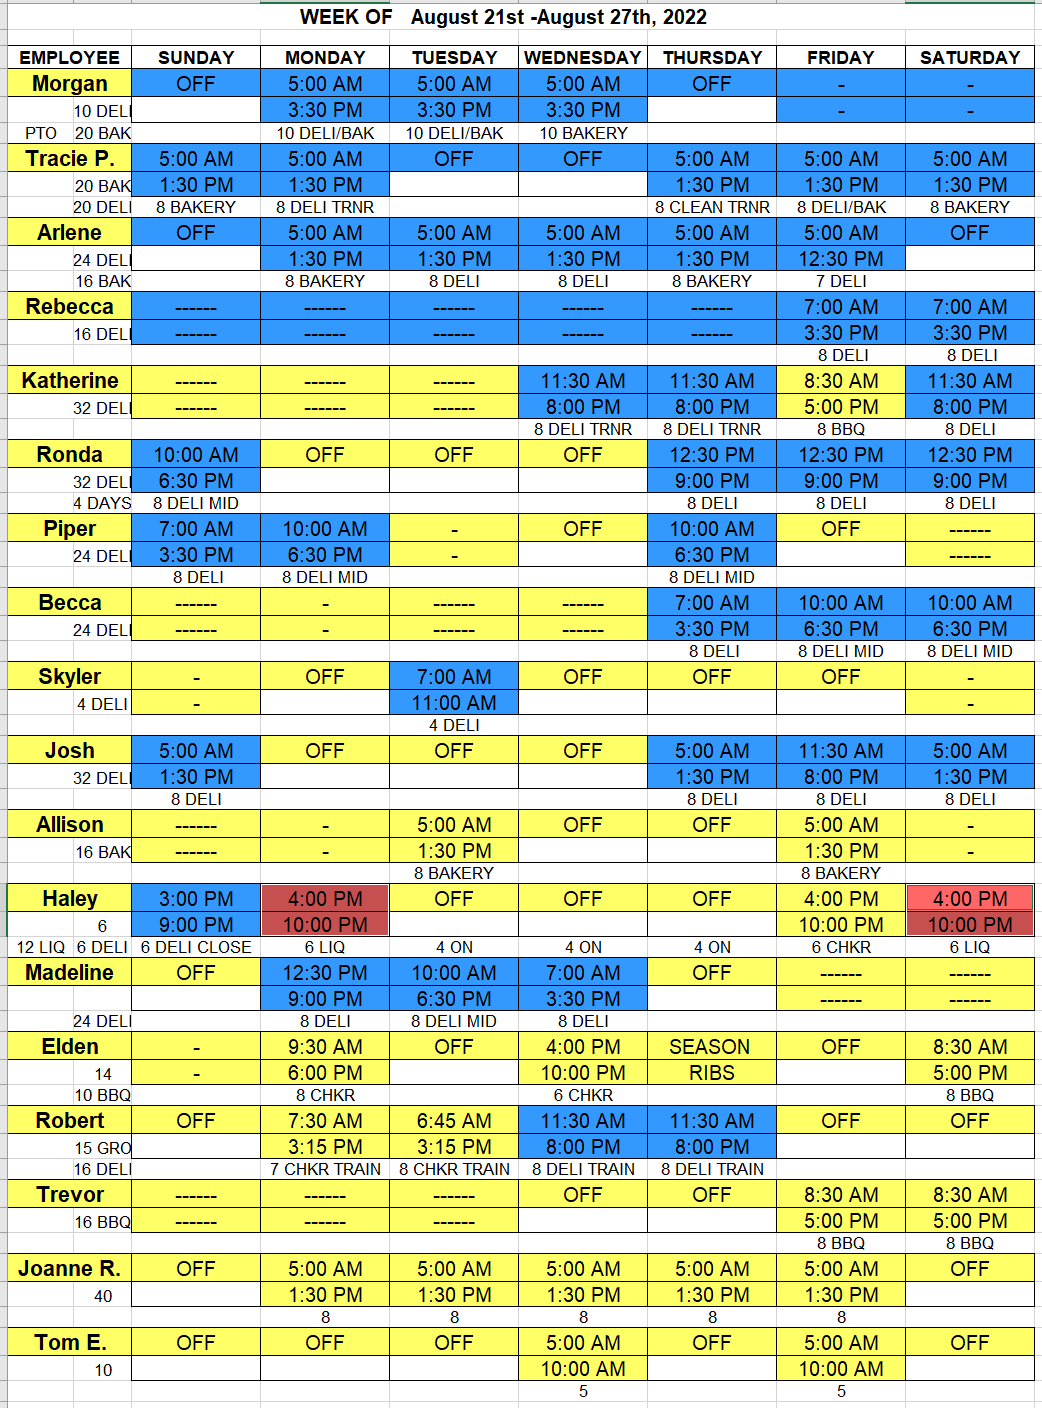 WEEK OF August 21st -August 27th, 2022
EMPLOYEE SUNDAY MONDAY TUESDAY WEDNESDAY THURSDAY FRIDAY SATURDAY
Morgan OFF 5:00 AM 5:00 AM 5:00 AM OFF - -
10 DELI 3:30 PM 3:30 PM 3:30 PM - -
PTO 20 BAK 10 DELI/BAK 10 DELI/BAK 10 BAKERY
Tracie P. 5:00 AM 5:00 AM OFF OFF 5:00 AM 5:00 AM 5:00 AM
20 BAK 1:30 PM 1:30 PM 1:30 PM 1:30 PM 1:30 PM
20 DELI 8 BAKERY 8 DELI TRNR 8 CLEAN TRNR 8 DELI/BAK 8 BAKERY
Arlene OFF 5:00 AM 5:00 AM 5:00 AM 5:00 AM 5:00 AM OFF
24 DELI 1:30 PM 1:30 PM 1:30 PM 1:30 PM 12:30 PM
16 BAK 8 BAKERY 8 DELI 8 DELI 8 BAKERY 7 DELI
Rebecca ------ ------ ------ ------ ------ 7:00 AM 7:00 AM
16 DELI ------ ------ ------ ------ ------ 3:30 PM 3:30 PM
8 DELI 8 DELI
Katherine ------ ------ ------ 11:30 AM 11:30 AM 8:30 AM 11:30 AM
32 DELI ------ ------ ------ 8:00 PM 8:00 PM 5:00 PM 8:00 PM
8 DELI TRNR 8 DELI TRNR 8 BBQ 8 DELI
Ronda 10:00 AM OFF OFF OFF 12:30 PM 12:30 PM 12:30 PM
32 DELI 6:30 PM 9:00 PM 9:00 PM 9:00 PM
4 DAYS 8 DELI MID 8 DELI 8 DELI 8 DELI
Piper 7:00 AM 10:00 AM - OFF 10:00 AM OFF ------
24 DELI 3:30 PM 6:30 PM - 6:30 PM ------
8 DELI 8 DELI MID 8 DELI MID
Becca ------ - ------ ------ 7:00 AM 10:00 AM 10:00 AM
24 DELI ------ - ------ ------ 3:30 PM 6:30 PM 6:30 PM
8 DELI 8 DELI MID 8 DELI MID
Skyler - OFF 7:00 AM OFF OFF OFF -
4 DELI - 11:00 AM -
4 DELI
Josh 5:00 AM OFF OFF OFF 5:00 AM 11:30 AM 5:00 AM
32 DELI 1:30 PM 1:30 PM 8:00 PM 1:30 PM
8 DELI 8 DELI 8 DELI 8 DELI
Allison ------ - 5:00 AM OFF OFF 5:00 AM -
16 BAK ------ - 1:30 PM 1:30 PM -
8 BAKERY 8 BAKERY
Haley 3:00 PM 4:00 PM OFF OFF OFF 4:00 PM 4:00 PM
6 9:00 PM 10:00 PM 10:00 PM 10:00 PM
12 LIQ 6 DELI 6 DELI CLOSE 6 LIQ 4 ON 4 ON 4 ON 6 CHKR 6 LIQ
Madeline OFF 12:30 PM 10:00 AM 7:00 AM OFF ------ ------
9:00 PM 6:30 PM 3:30 PM ------ ------
24 DELI 8 DELI 8 DELI MID 8 DELI
Elden - 9:30 AM OFF 4:00 PM SEASON OFF 8:30 AM
14 - 6:00 PM 10:00 PM RIBS 5:00 PM
10 BBQ 8 CHKR 6 CHKR 8 BBQ
Robert OFF 7:30 AM 6:45 AM 11:30 AM 11:30 AM OFF OFF
15 GRO 3:15 PM 3:15 PM 8:00 PM 8:00 PM
16 DELI 7 CHKR TRAIN 8 CHKR TRAIN 8 DELI TRAIN 8 DELI TRAIN
Trevor ------ ------ ------ OFF OFF 8:30 AM 8:30 AM
16 BBQ ------ ------ ------ 5:00 PM 5:00 PM
8 BBQ 8 BBQ
Joanne R. OFF 5:00 AM 5:00 AM 5:00 AM 5:00 AM 5:00 AM OFF
40 1:30 PM 1:30 PM 1:30 PM 1:30 PM 1:30 PM
8 8 8 8 8
Tom E. OFF OFF OFF 5:00 AM OFF 5:00 AM OFF
10 10:00 AM 10:00 AM
5 5